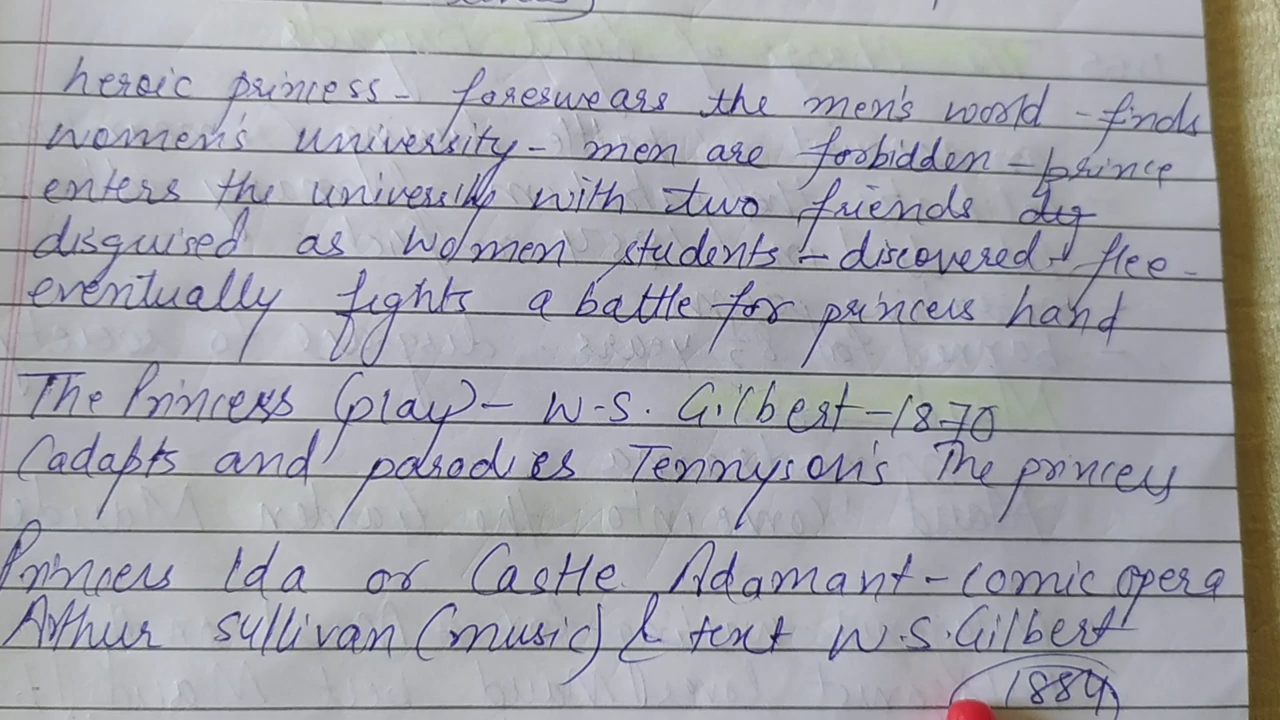 heroic princess - foreswears the men's world - finds
women's university - men are forbidden - prince
enters the university with two friends
disguised as women students - discovered & flee -
eventually fights a battle for princess hand
The Princess (play) - W.S. Gilbert - 1870
(adapts and parodies Tennyson's The princess
Princess Ida or Castle Adamant - comic opera
Arthur Sullivan (music) & text W.S. Gilbert
1884